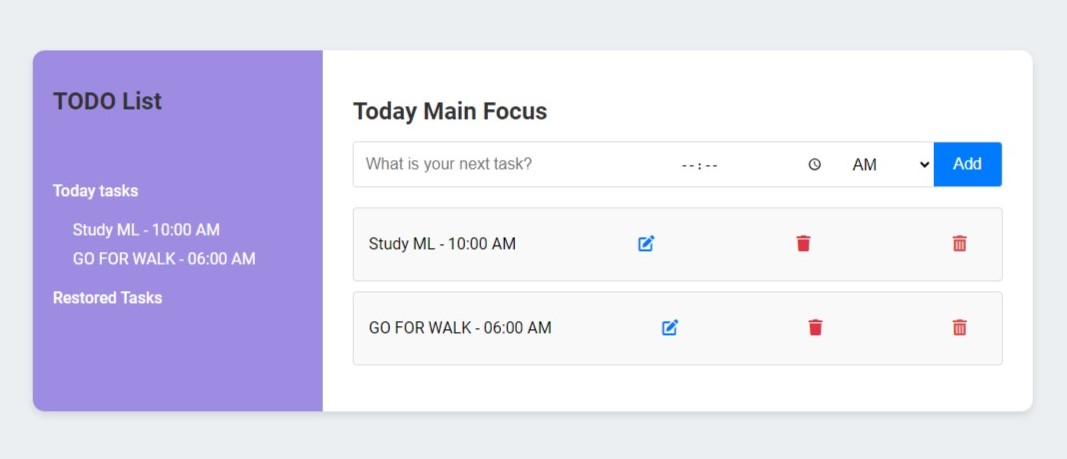 TODO List
Today tasks
Study ML - 10:00 AM
GO FOR WALK - 06:00 AM
Restored Tasks
Today Main Focus
What is your next task? --:-- AM Add
Study ML - 10:00 AM
GO FOR WALK - 06:00 AM